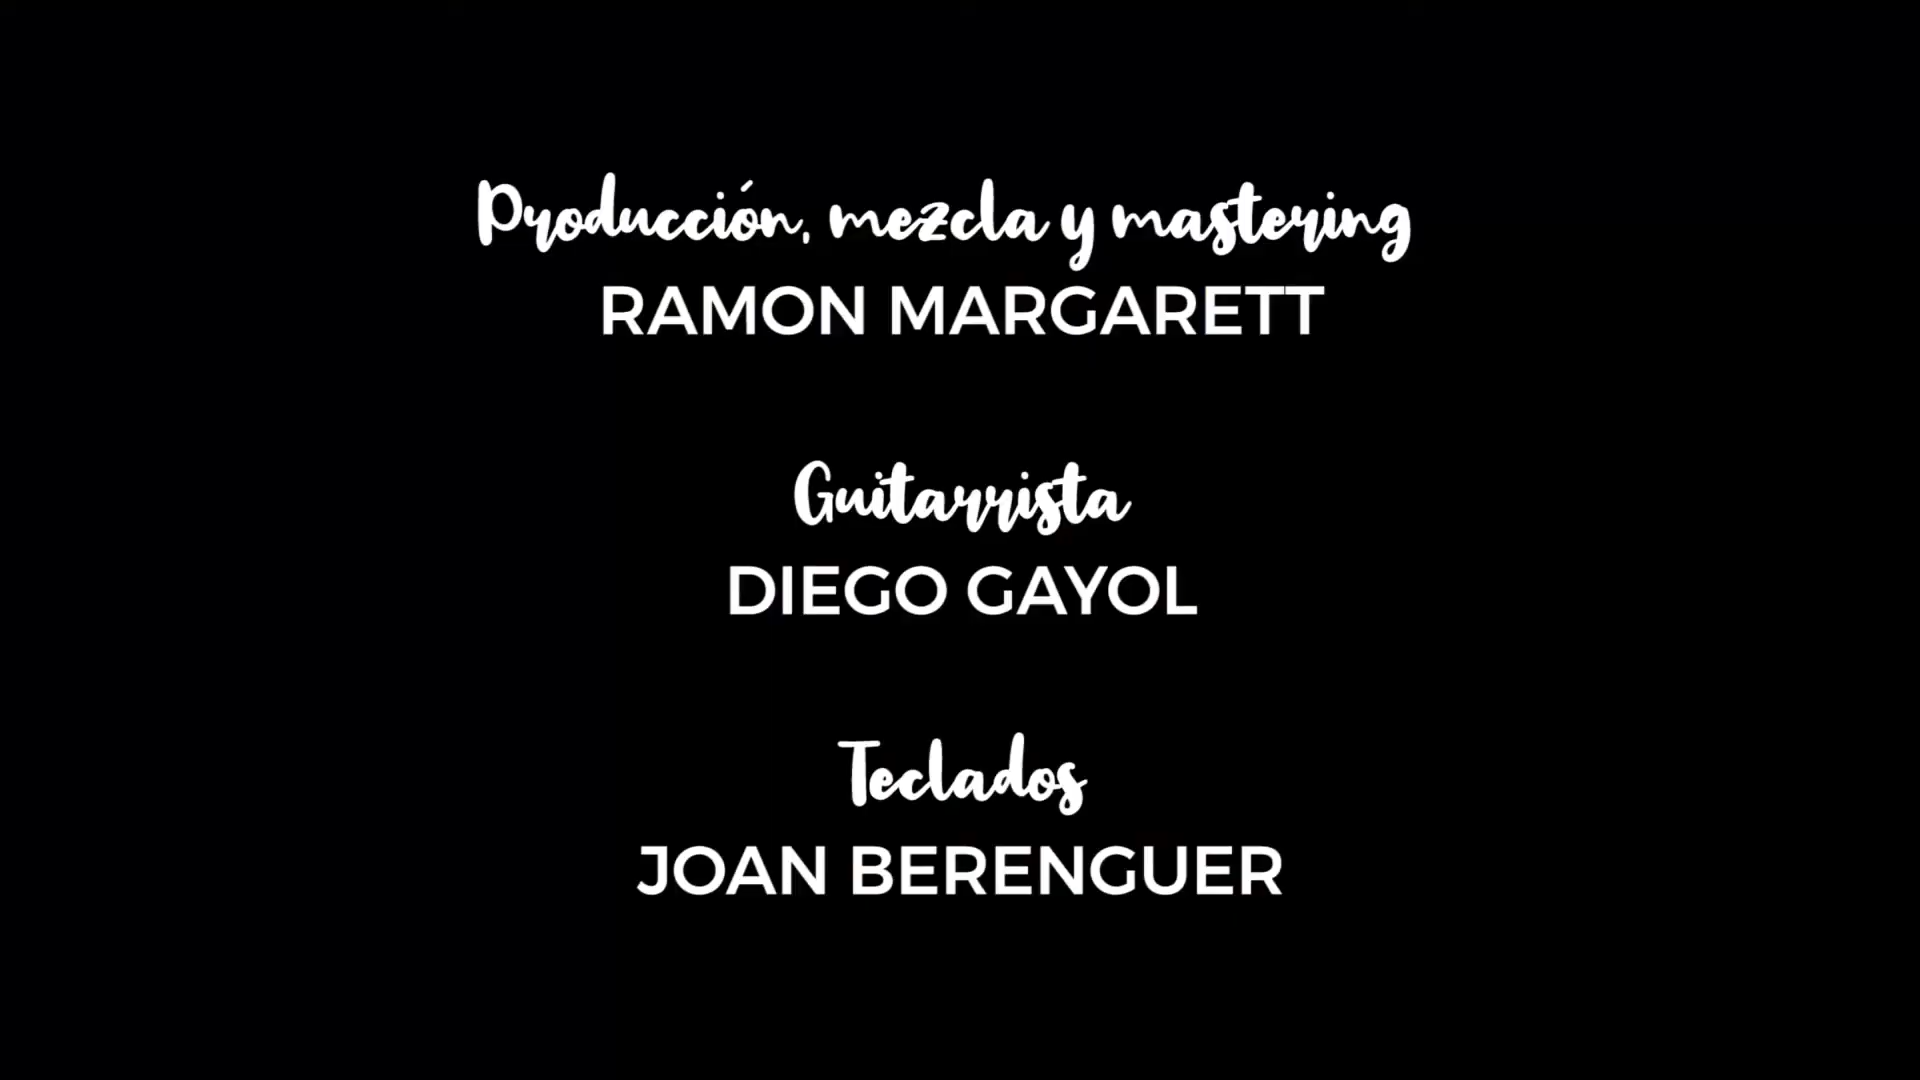 Producción, mezcla y mastering
RAMON MARGARETT
Guitarrista
DIEGO GAYOL
Teclados
JOAN BERENGUER